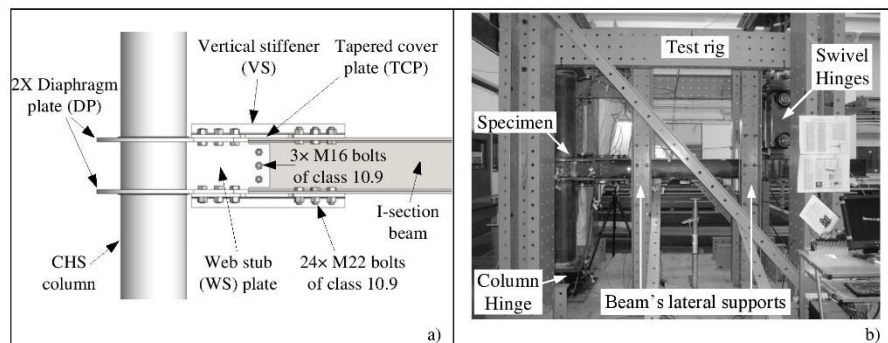 a)
2X Diaphragm
plate (DP)
Vertical stiffener
(VS)
Tapered cover
plate (TCP)
3× M16 bolts
of class 10.9
I-section
beam
CHS
column
Web stub
(WS) plate
24× M22 bolts
of class 10.9
b)
Test rig
Swivel
Hinges
Specimen
Column
Hinge
Beam's lateral supports